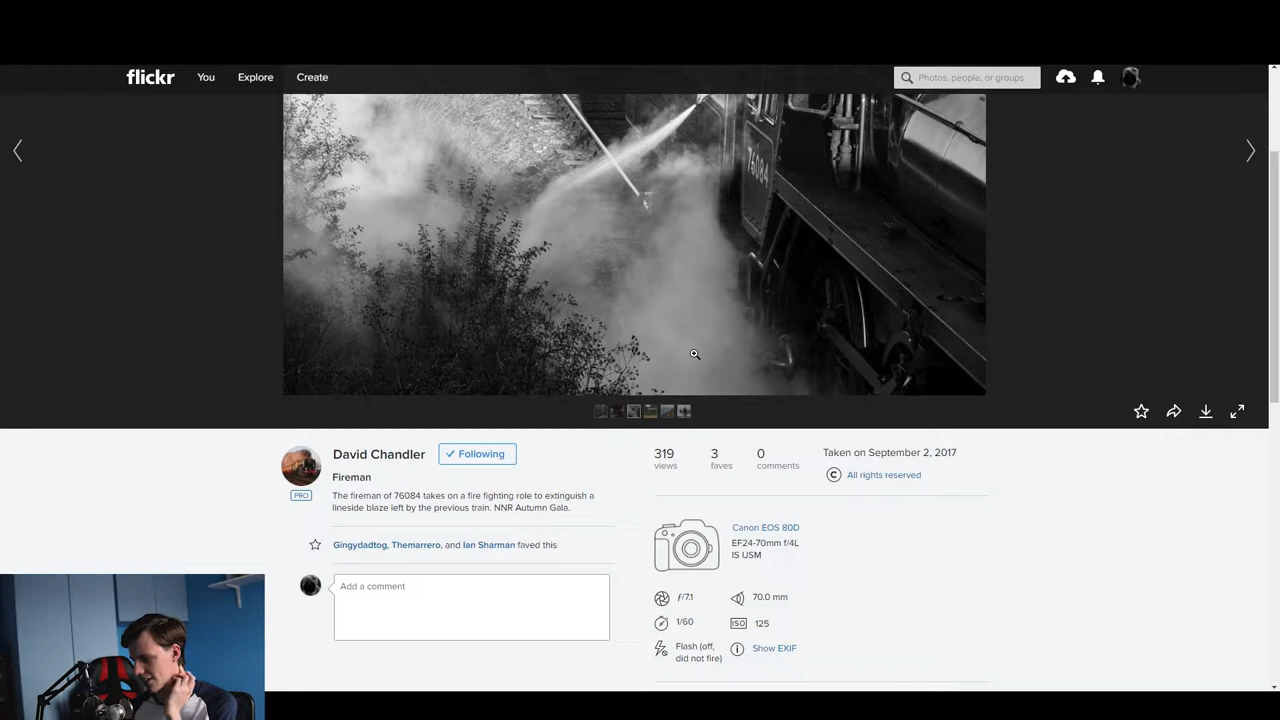 flickr You Explore Create Photos, people, or groups
76084
David Chandler Following
Fireman
PRO
The fireman of 76084 takes on a fire fighting role to extinguish a
lineside blaze left by the previous train. NNR Autumn Gala.
Gingydadtog, Themarrero, and Ian Sharman faved this
Add a comment
319 3 0
views faves comments
Taken on September 2, 2017
© All rights reserved
Canon EOS 80D
EF24-70mm f/4L
IS USM
ƒ/7.1 70.0 mm
1/60 ISO 125
Flash (off,
did not fire)
Show EXIF